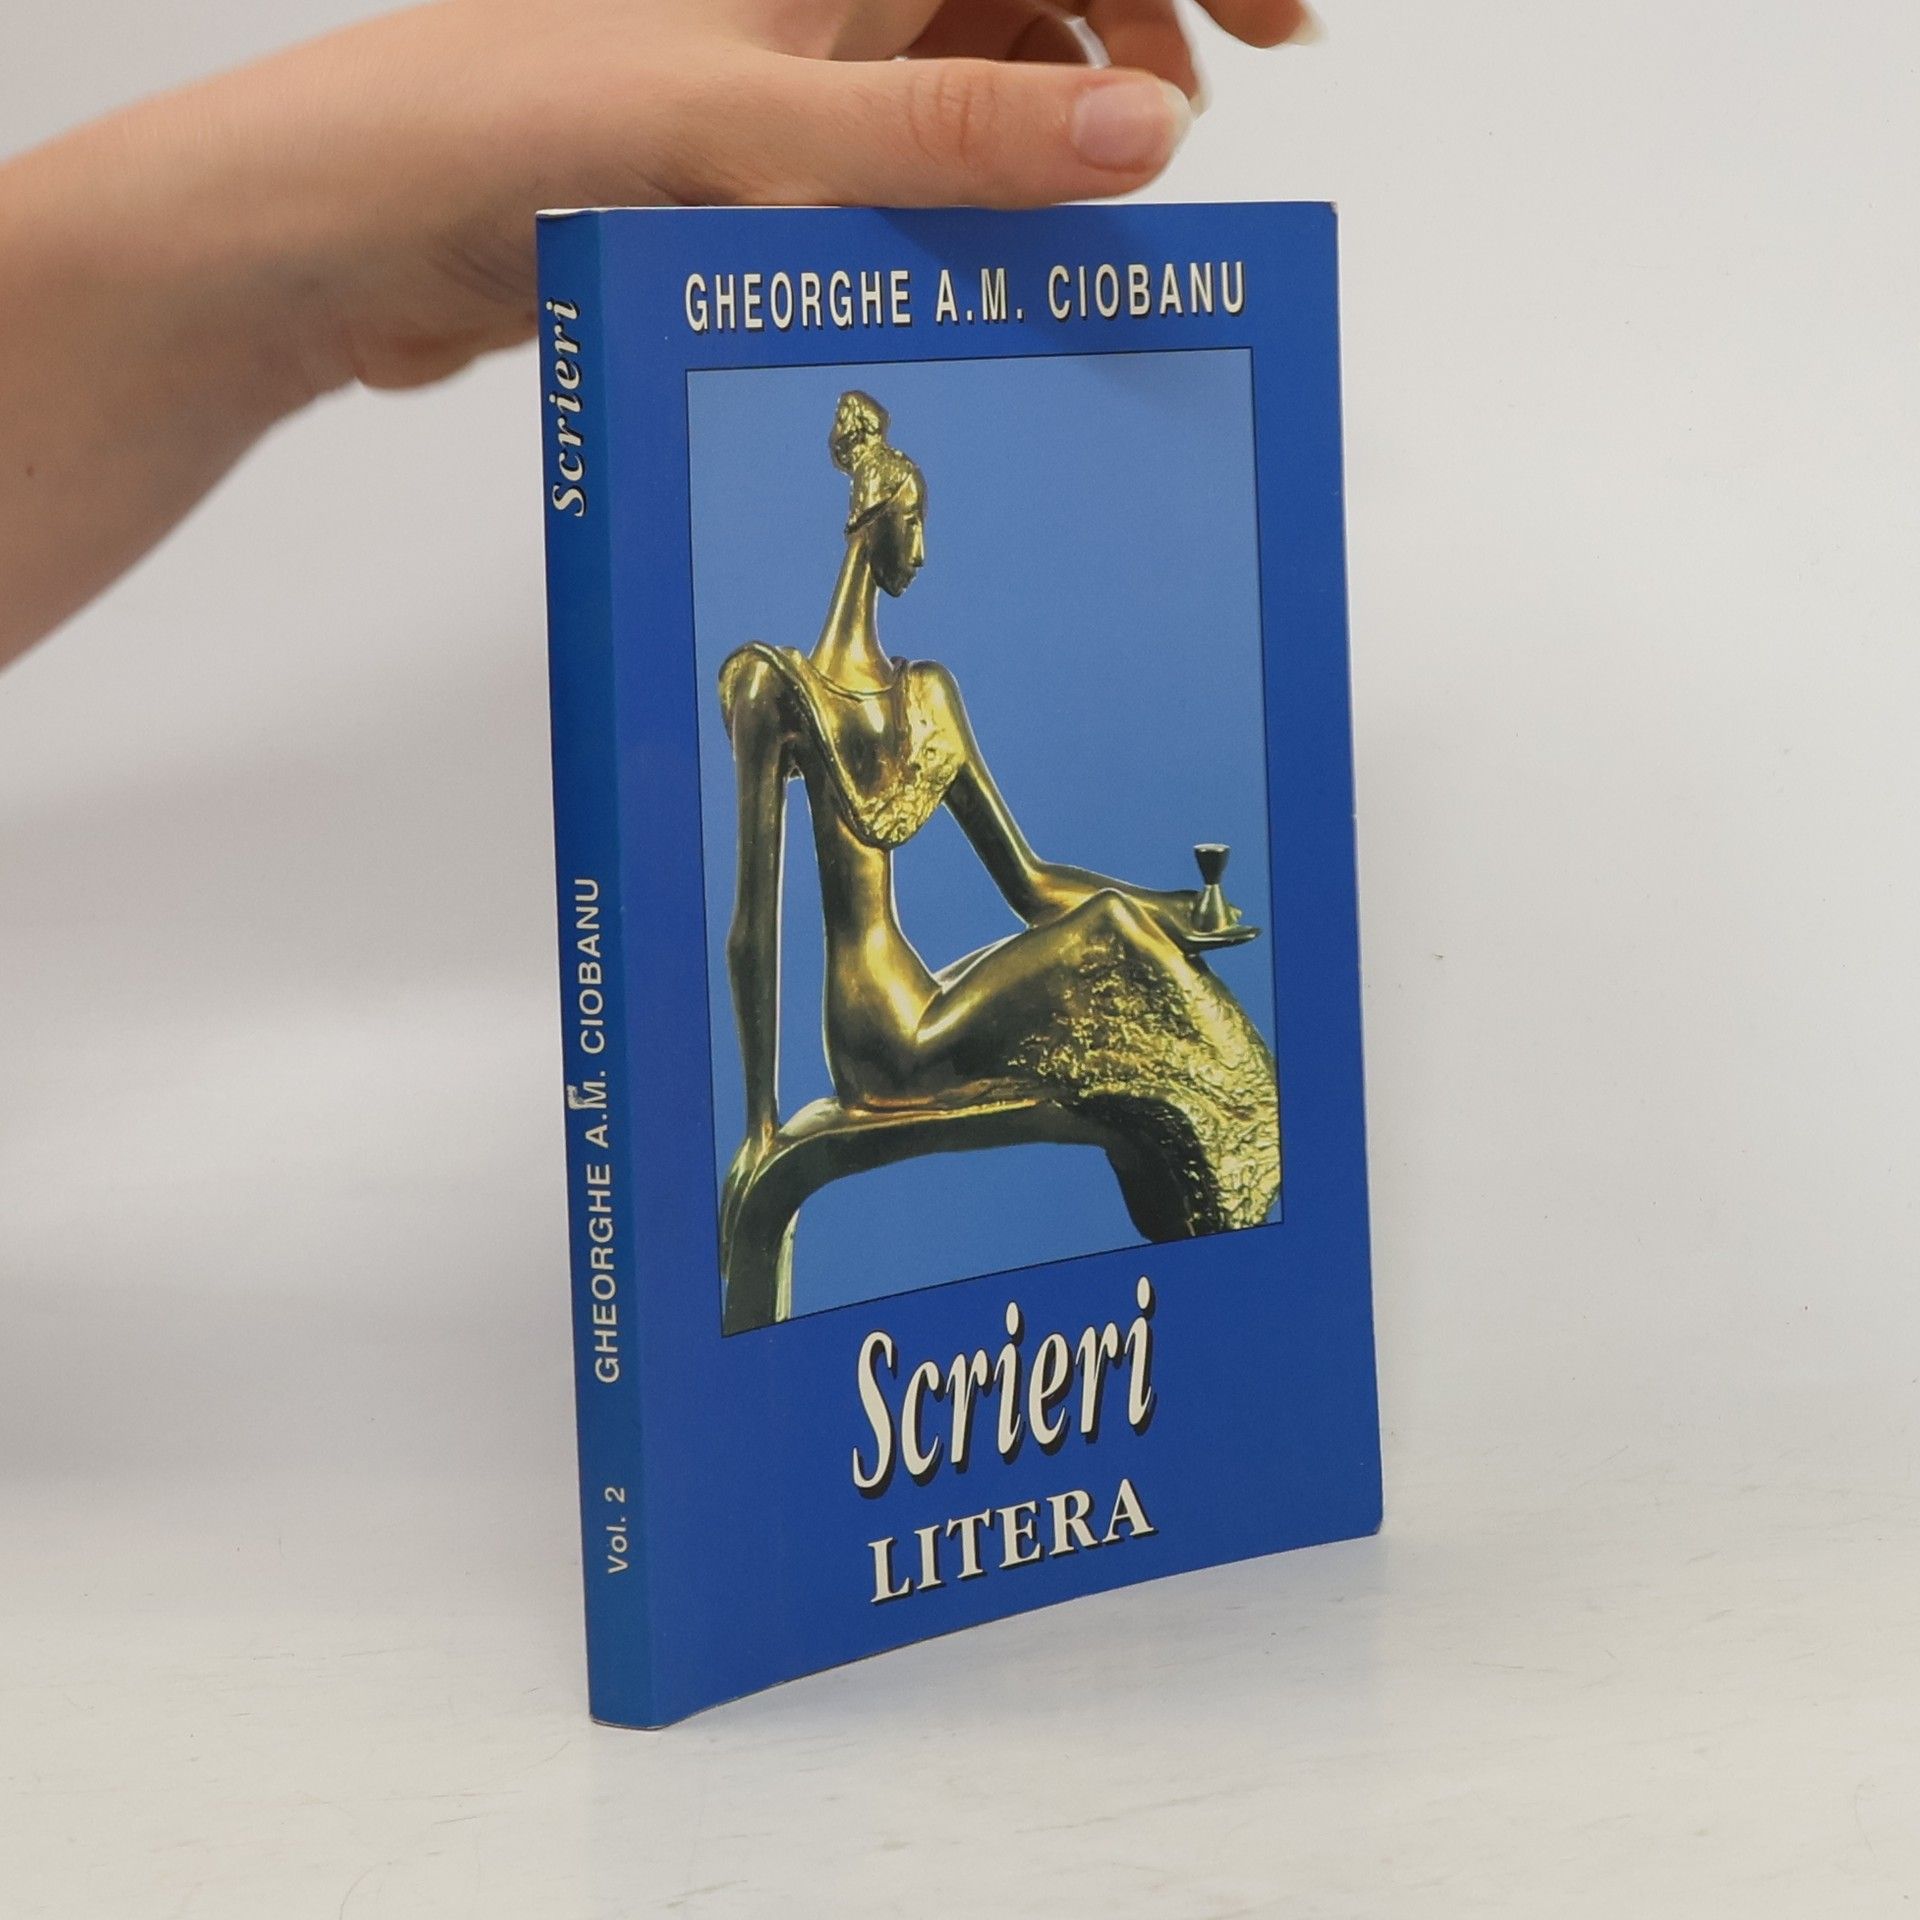 GHEORGHE A.M. CIOBANU
Scrieri
LITERA
Scrieri
GHEORGHE A.M. CIOBANU
Vol. 2